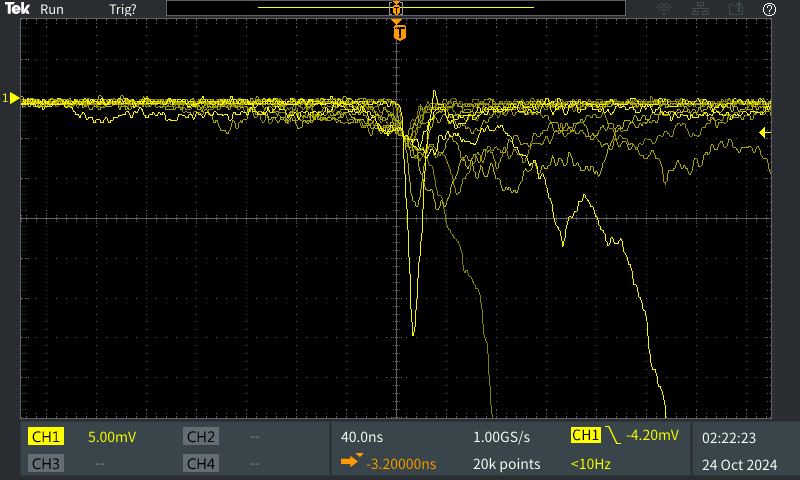 Tek Run Trig?
T
T
1
CH1 5.00mV CH2 -- 40.0ns 1.00GS/s CH1 -4.20mV 02:22:23
CH3 -- CH4 -- -3.20000ns 20k points <10Hz 24 Oct 2024